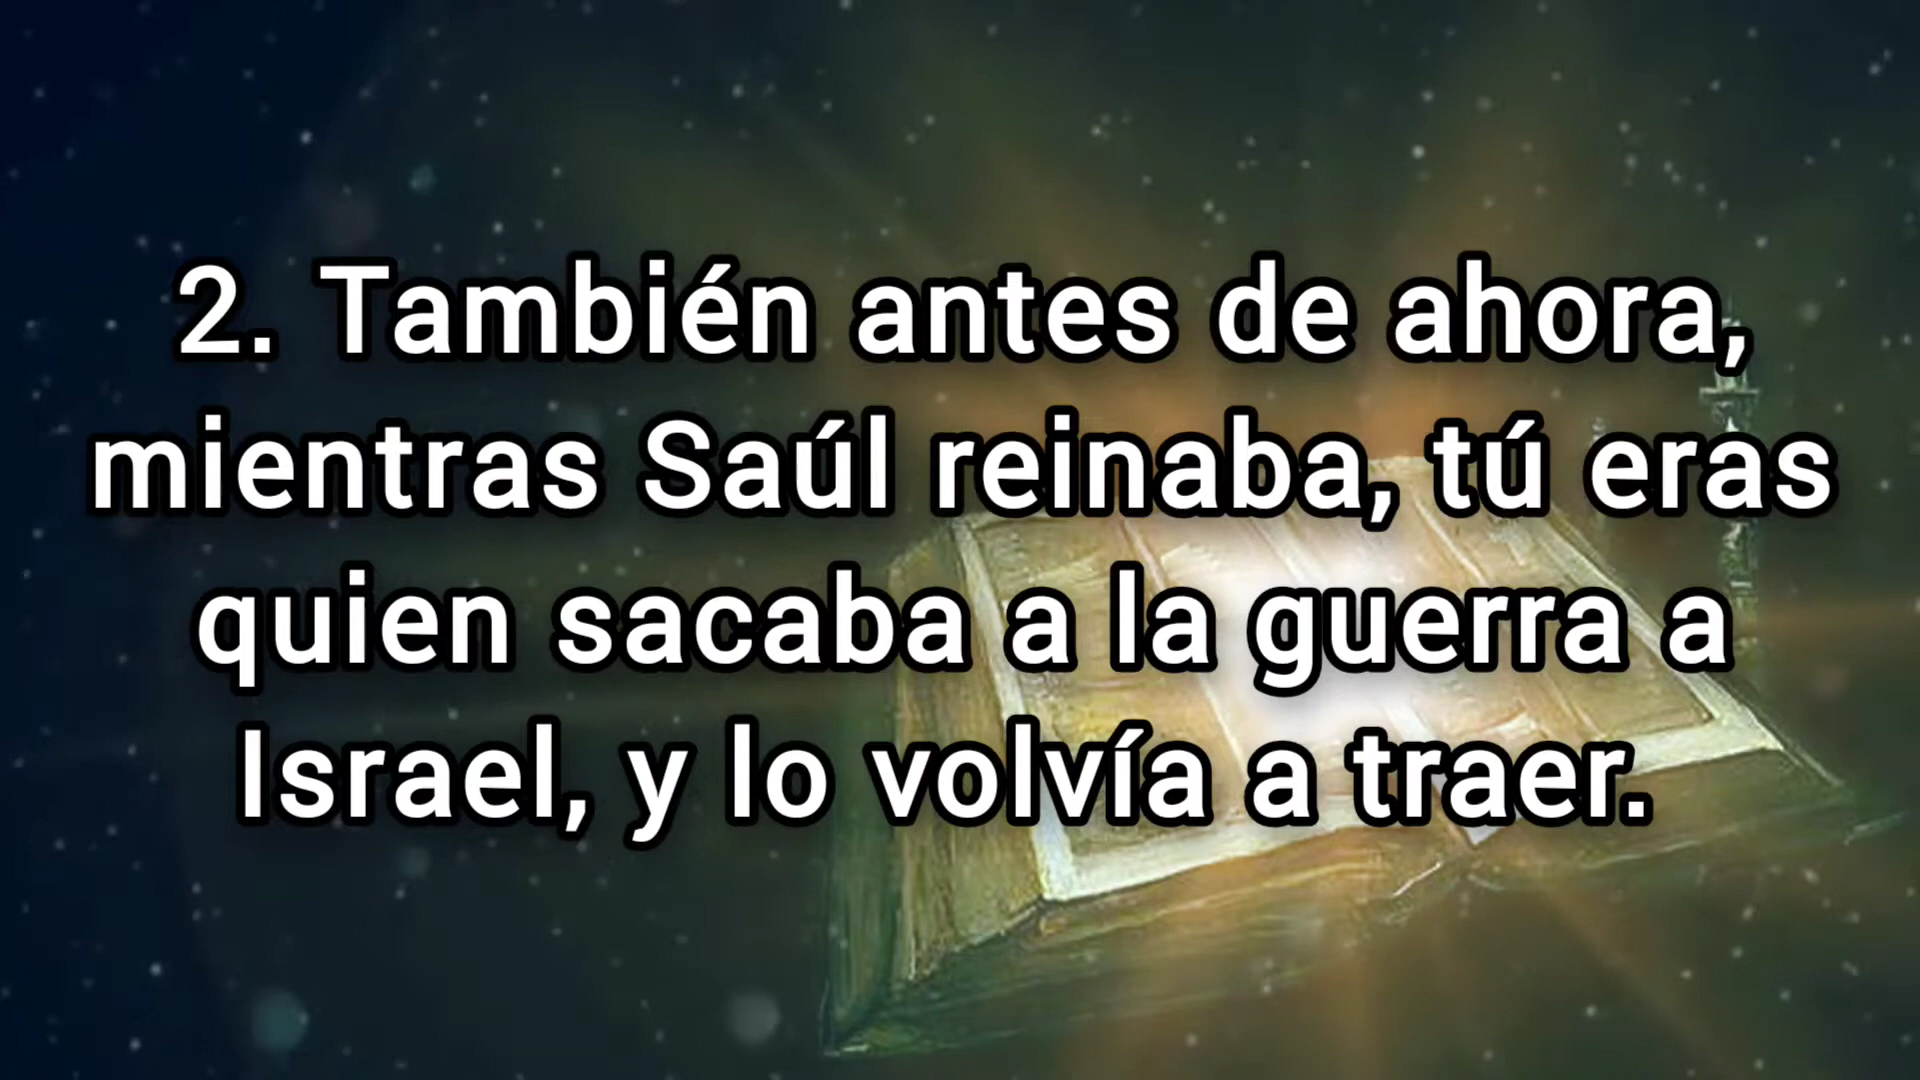 2. También antes de ahora,
mientras Saúl reinaba, tú eras
quien sacaba a la guerra a
Israel, y lo volvía a traer.